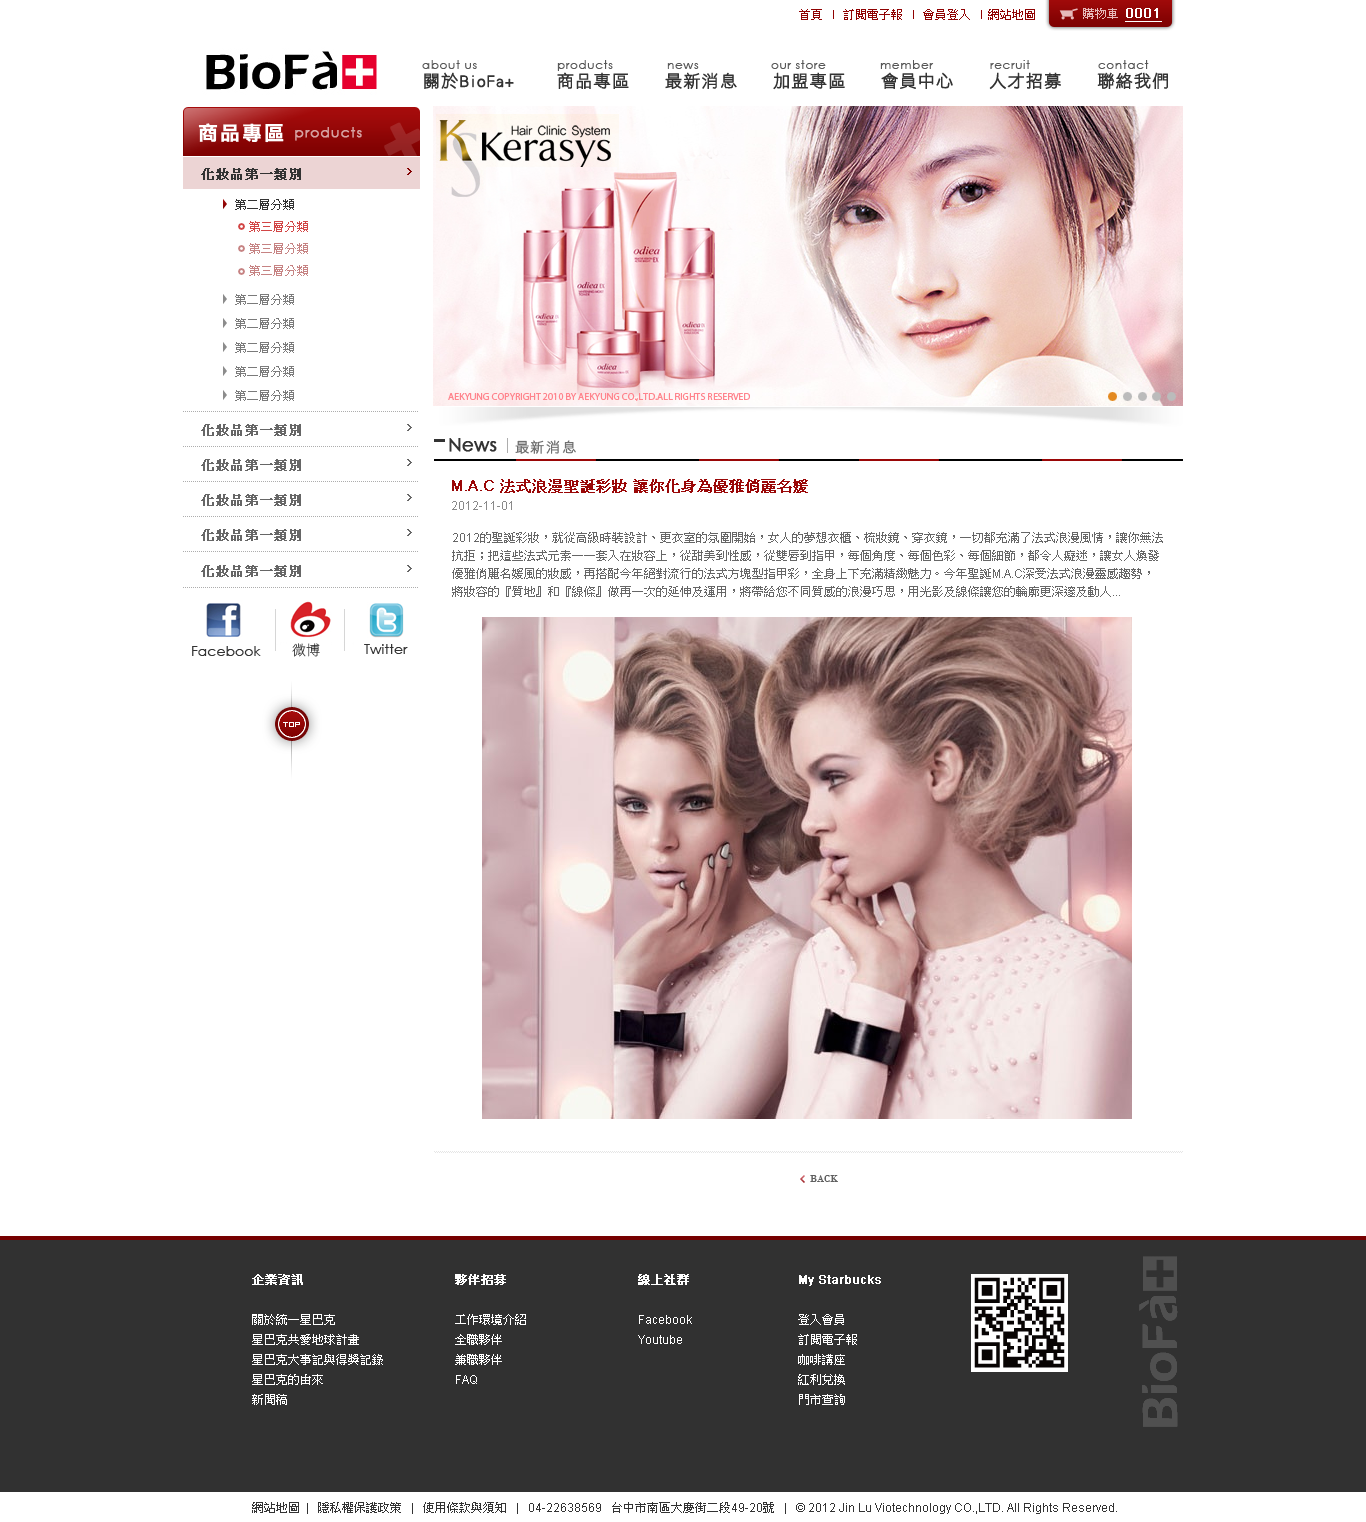 首頁 | 訂閱電子報 | 會員登入 | 網站地圖 購物車 0001
BioFà+
about us 關於BioFa+
products 商品專區
news 最新消息
our store 加盟專區
member 會員中心
recruit 人才招募
contact 聯絡我們
商品專區 products
化妝品第一類別
第二層分類
第三層分類
第三層分類
第三層分類
第二層分類
第二層分類
第二層分類
第二層分類
第二層分類
化妝品第一類別
化妝品第一類別
化妝品第一類別
化妝品第一類別
化妝品第一類別
Facebook
微博
Twitter
TOP
Hair Clinic System
KS Kerasys
odiea
odiea
odiea
odiea
odiea
AEKYUNG COPYRIGHT 2010 BY AEKYUNG CO.,LTD.ALL RIGHTS RESERVED
News | 最新消息
M.A.C 法式浪漫聖誕彩妝 讓你化身為優雅俏麗名媛
2012-11-01
2012的聖誕彩妝，就從高級時裝設計、更衣室的氛圍開始，女人的夢想衣櫃、梳妝鏡、穿衣鏡，一切都充滿了法式浪漫風情，讓你無法
抗拒；把這些法式元素一一套入在妝容上，從甜美到性感，從雙唇到指甲，每個角度、每個色彩、每個細節，都令人癡迷，讓女人煥發
優雅俏麗名媛風的妝感，再搭配今年絕對流行的法式方塊型指甲彩，全身上下充滿精緻魅力。今年聖誕M.A.C深受法式浪漫靈感趨勢，
將妝容的『質地』和『線條』做再一次的延伸及運用，將帶給您不同質感的浪漫巧思，用光影及線條讓您的輪廓更深邃及動人...
BACK
企業資訊
關於統一星巴克
星巴克共愛地球計畫
星巴克大事記與得獎記錄
星巴克的由來
新聞稿
夥伴招募
工作環境介紹
全職夥伴
兼職夥伴
FAQ
線上社群
Facebook
Youtube
My Starbucks
登入會員
訂閱電子報
咖啡講座
紅利兌換
門市查詢
BioFà+
網站地圖 | 隱私權保護政策 | 使用條款與須知 | 04-22638569 台中市南區大慶街二段49-20號 | © 2012 Jin Lu Viotechnology CO.,LTD. All Rights Reserved.